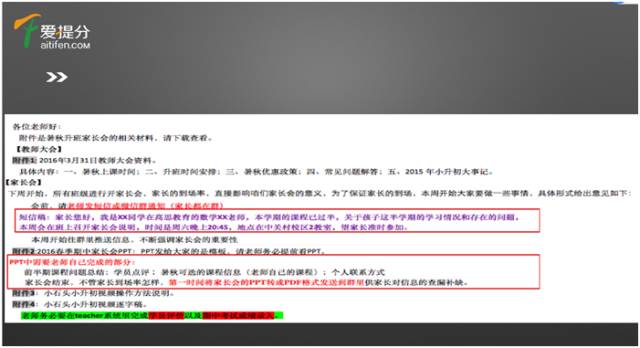 爱提分
aitifen.com
各位老师好：
附件是暑秋升班家长会的相关材料，请下载查看。
【教师大会】
附件1: 2016年3月31日教师大会资料。
具体内容：一、暑秋上课时间；二、升班时间安排；三、暑秋优惠政策；四、常见问题解答；五、2015 年小升初大事记。
【家长会】
下周开始，所有班级进行开家长会，家长的到场率，直接影响咱们家长会的意义，为了保证家长的到场，本周开始大家要做一些事情，具体形式给出意见如下：
会前，请老师发短信或微信群通知（家长都在群）
短信稿：家长您好，我是XX同学在高思教育的数学XX老师，本学期的课程已过半，关于孩子这半学期的学习情况和存在的问题，
本周会在班上召开家长会说明，时间是周六晚上20:45，地点在中关村校区2教室，望家长准时参加。
本周开始往群里推送信息，不断强调家长会的重要性
附件2:2016春季期中家长会PPT：PPT发给大家的是模板，请老师务必提前看PPT。
PPT中需要老师自己完成的部分：
前半期课程问题总结；学员点评；暑秋可选的课程信息（老师自己的课程）；个人联系方式
家长会结束，不管家长到场率怎样，第一时间将家长会的PPT转成PDF格式发送到群里供家长对信息的查漏补缺。
附件3：小石头小升初视频操作方法说明。
附件4：小石头小升初视频逐字稿。
老师务必要在teacher系统里完成学员评价以及期中考试成绩录入。